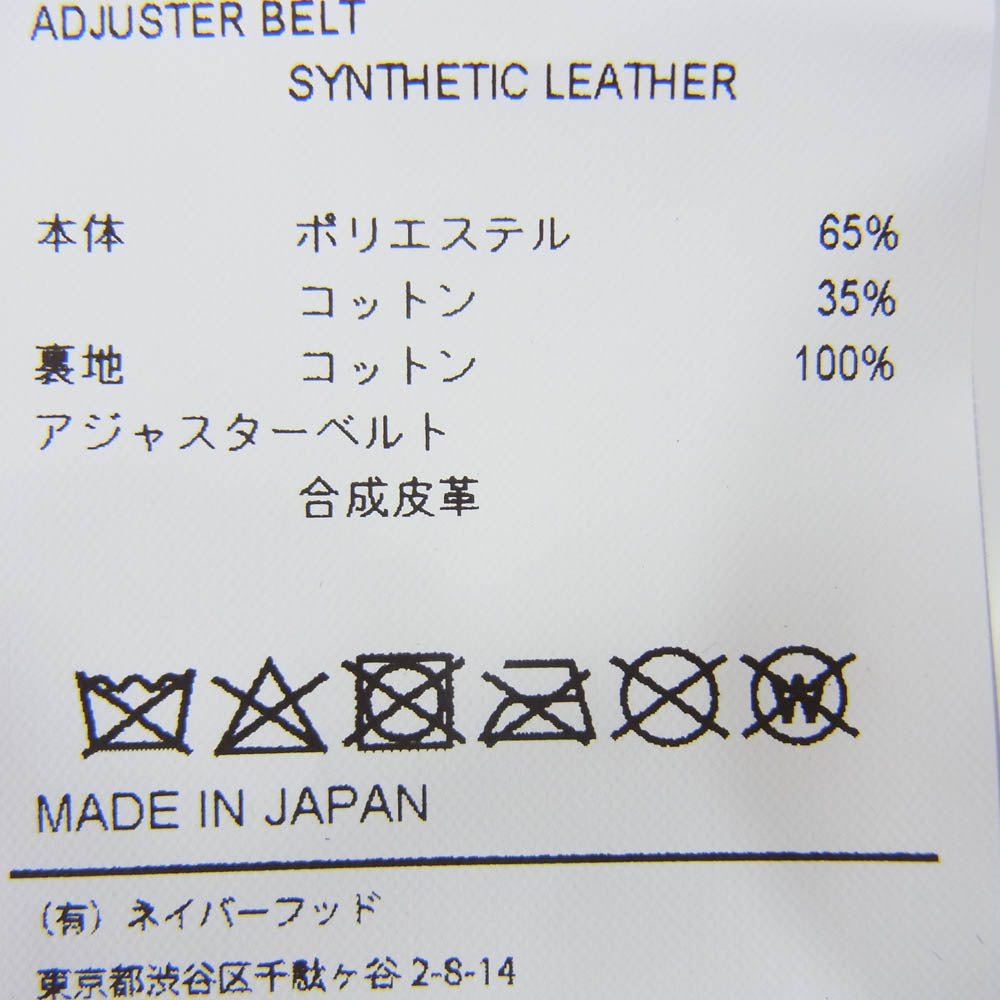 ADJUSTER BELT
SYNTHETIC LEATHER
本体 ポリエステル 65%
コットン 35%
裏地 コットン 100%
アジャスターベルト
合成皮革
W
MADE IN JAPAN
(有) ネイバーフッド
東京都渋谷区千駄ヶ谷 2-8-14